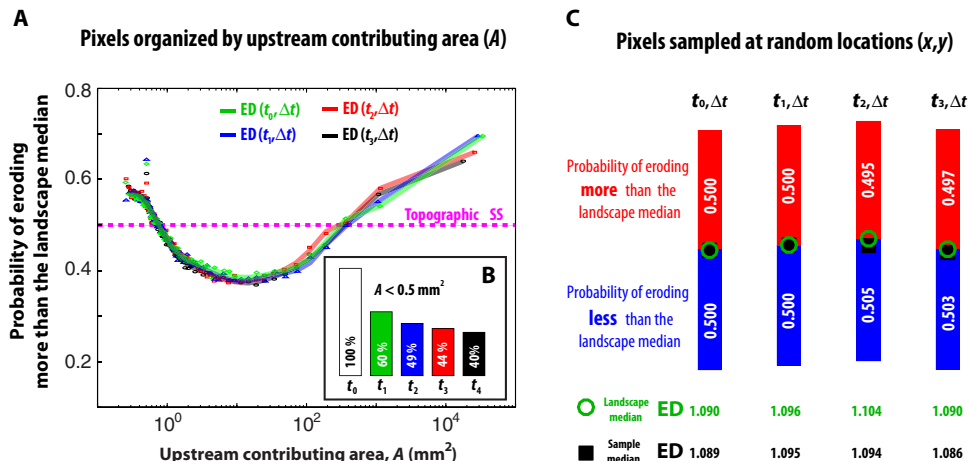 A
Pixels organized by upstream contributing area (A)
Probability of eroding
more than the landscape median
0.8
0.6
0.4
0.2
ED (t0,Δt)
ED (t2,Δt)
ED (t1,Δt)
ED (t3,Δt)
Topographic SS
B
A < 0.5 mm2
100 %
60 %
49 %
44 %
40%
t0
t1
t2
t3
t4
10^0
10^2
10^4
Upstream contributing area, A (mm2)
C
Pixels sampled at random locations (x,y)
t0,Δt
t1,Δt
t2,Δt
t3,Δt
Probability of eroding
more than the
landscape median
0.500
0.500
0.495
0.497
Probability of eroding
less than the
landscape median
0.500
0.500
0.505
0.503
Landscape
median
ED
1.090
1.096
1.104
1.090
Sample
median
ED
1.089
1.095
1.094
1.086